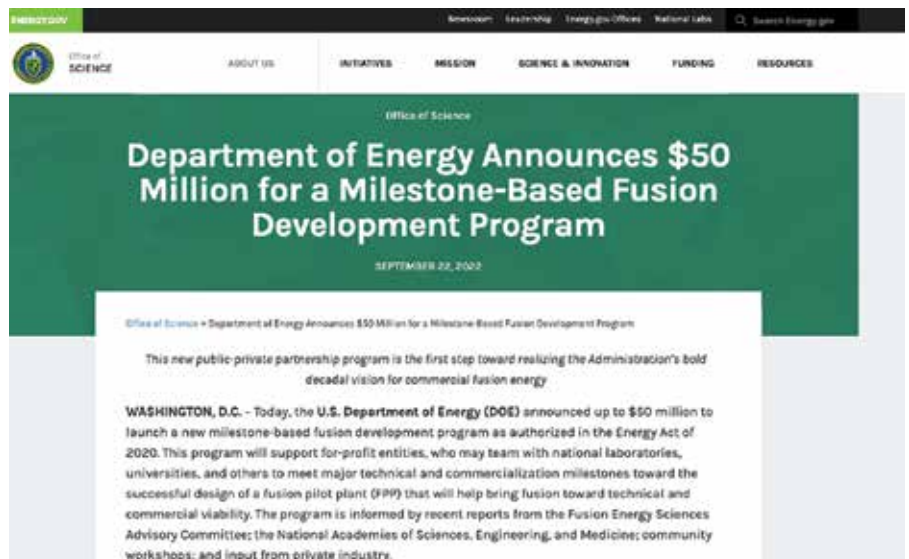 ENERGY.GOV
Newsroom Leadership Energy.gov Offices National Labs Search Energy.gov
Office of
SCIENCE
ABOUT US INITIATIVES MISSION SCIENCE & INNOVATION FUNDING RESOURCES
Office of Science
Department of Energy Announces $50
Million for a Milestone-Based Fusion
Development Program
SEPTEMBER 22, 2022
Office of Science » Department of Energy Announces $50 Million for a Milestone-Based Fusion Development Program
This new public-private partnership program is the first step toward realizing the Administration's bold
decadal vision for commercial fusion energy
WASHINGTON, D.C. - Today, the U.S. Department of Energy (DOE) announced up to $50 million to
launch a new milestone-based fusion development program as authorized in the Energy Act of
2020. This program will support for-profit entities, who may team with national laboratories,
universities, and others to meet major technical and commercialization milestones toward the
successful design of a fusion pilot plant (FPP) that will help bring fusion toward technical and
commercial viability. The program is informed by recent reports from the Fusion Energy Sciences
Advisory Committee; the National Academies of Sciences, Engineering, and Medicine; community
workshops; and input from private industry.